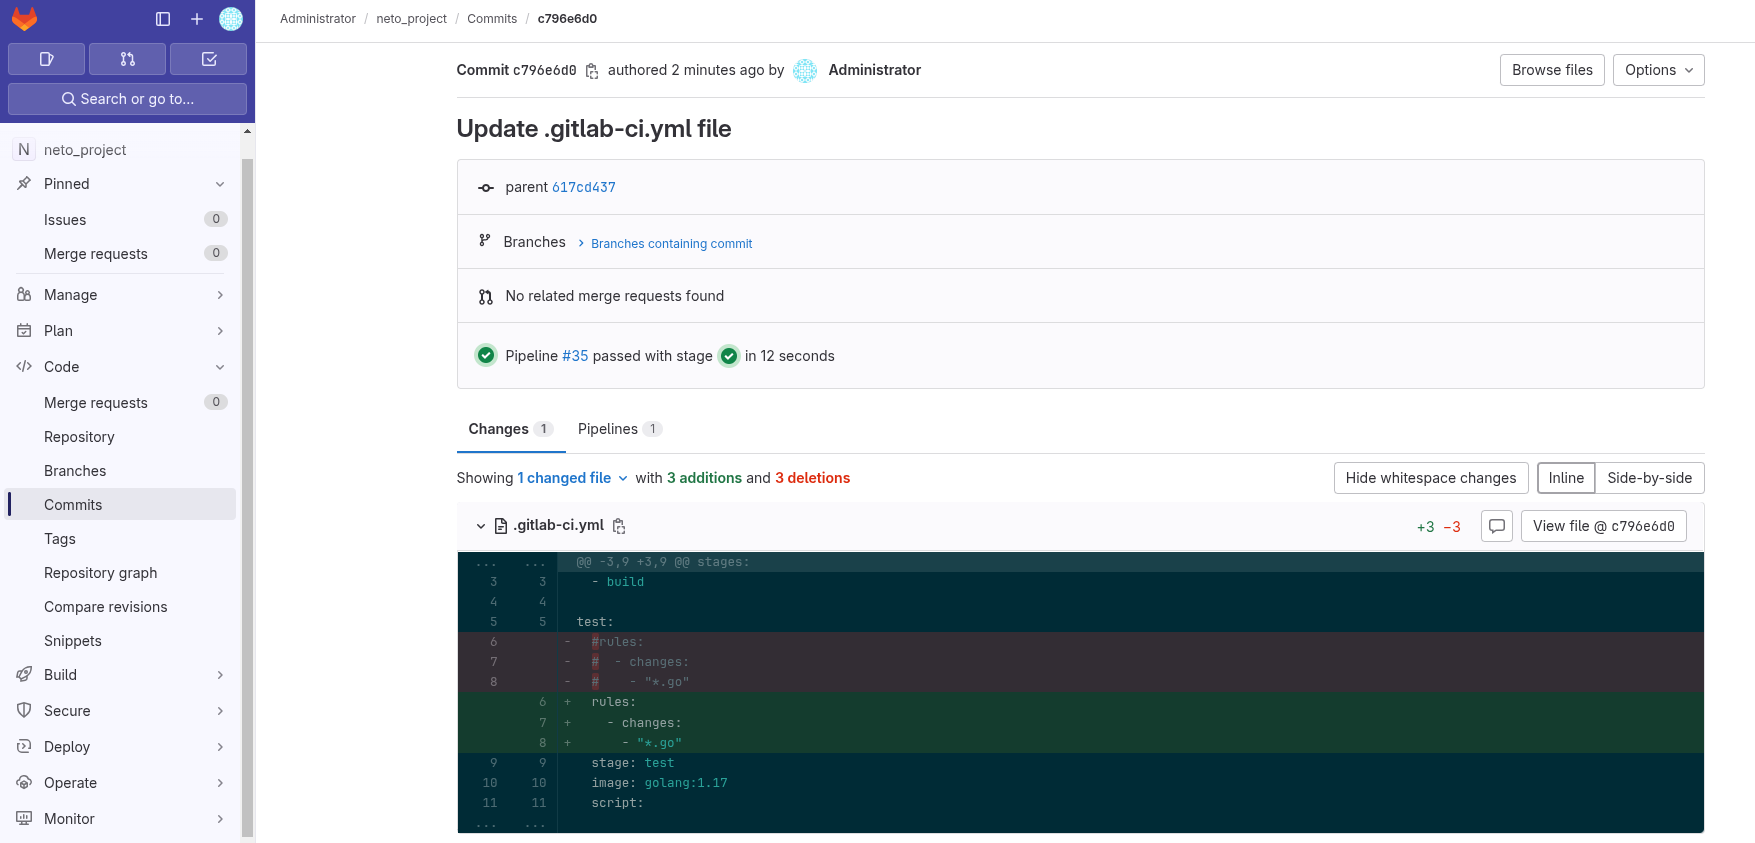 Administrator / neto_project / Commits / c796e6d0
Search or go to...
N neto_project
Pinned
Issues 0
Merge requests 0
Manage
Plan
Code
Merge requests 0
Repository
Branches
Commits
Tags
Repository graph
Compare revisions
Snippets
Build
Secure
Deploy
Operate
Monitor
Commit c796e6d0 authored 2 minutes ago by Administrator
Browse files
Options
Update .gitlab-ci.yml file
parent 617cd437
Branches Branches containing commit
No related merge requests found
Pipeline #35 passed with stage in 12 seconds
Changes 1 Pipelines 1
Showing 1 changed file with 3 additions and 3 deletions
Hide whitespace changes Inline Side-by-side
.gitlab-ci.yml +3 −3 View file @ c796e6d0
... ... @@ -3,9 +3,9 @@ stages:
3 3 - build
4 4
5 5 test:
6 - #rules:
7 - #  - changes:
8 - #    - "*.go"
6 + rules:
7 + - changes:
8 + - "*.go"
9 9 stage: test
10 10 image: golang:1.17
11 11 script:
... ...